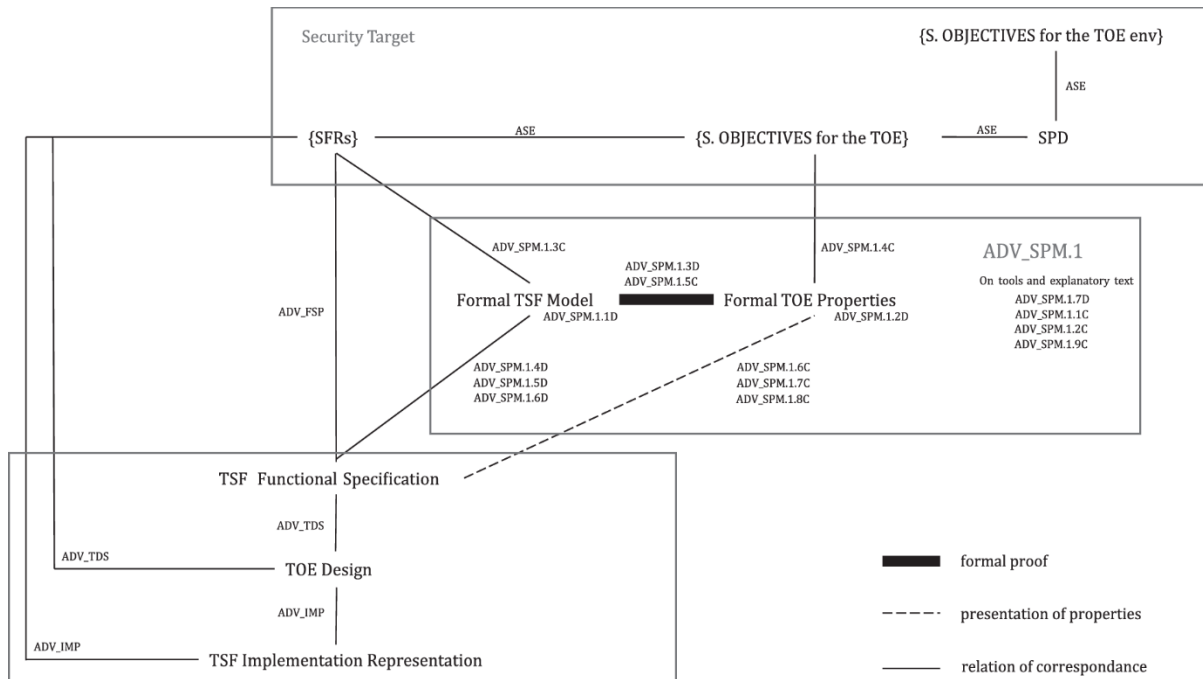 Security Target
{S. OBJECTIVES for the TOE env}
ASE
{SFRs}
ASE
{S. OBJECTIVES for the TOE}
ASE
SPD
ADV_SPM.1.3C
ADV_SPM.1.4C
ADV_SPM.1
ADV_SPM.1.3D
ADV_SPM.1.5C
On tools and explanatory text
ADV_SPM.1.7D
ADV_SPM.1.1C
ADV_SPM.1.2C
ADV_SPM.1.9C
Formal TSF Model
Formal TOE Properties
ADV_FSP
ADV_SPM.1.1D
ADV_SPM.1.2D
ADV_SPM.1.4D
ADV_SPM.1.5D
ADV_SPM.1.6D
ADV_SPM.1.6C
ADV_SPM.1.7C
ADV_SPM.1.8C
TSF Functional Specification
ADV_TDS
ADV_TDS
TOE Design
ADV_IMP
ADV_IMP
TSF Implementation Representation
formal proof
presentation of properties
relation of correspondance